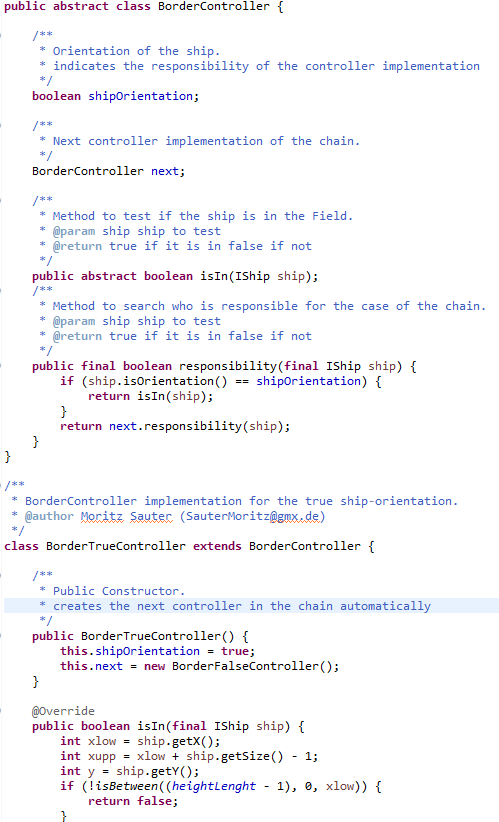 public abstract class BorderController {
/**
* Orientation of the ship.
* indicates the responsibility of the controller implementation
*/
boolean shipOrientation;
/**
* Next controller implementation of the chain.
*/
BorderController next;
/**
* Method to test if the ship is in the Field.
* @param ship ship to test
* @return true if it is in false if not
*/
public abstract boolean isIn(IShip ship);
/**
* Method to search who is responsible for the case of the chain.
* @param ship ship to test
* @return true if it is in false if not
*/
public final boolean responsibility(final IShip ship) {
if (ship.isOrientation() == shipOrientation) {
return isIn(ship);
}
return next.responsibility(ship);
}
}
/**
* BorderController implementation for the true ship-orientation.
* @author Moritz Sauter (SauterMoritz@gmx.de)
*/
class BorderTrueController extends BorderController {
/**
* Public Constructor.
* creates the next controller in the chain automatically
*/
public BorderTrueController() {
this.shipOrientation = true;
this.next = new BorderFalseController();
}
@Override
public boolean isIn(final IShip ship) {
int xlow = ship.getX();
int xupp = xlow + ship.getSize() - 1;
int y = ship.getY();
if (!isBetween((heightLenght - 1), 0, xlow)) {
return false;
}